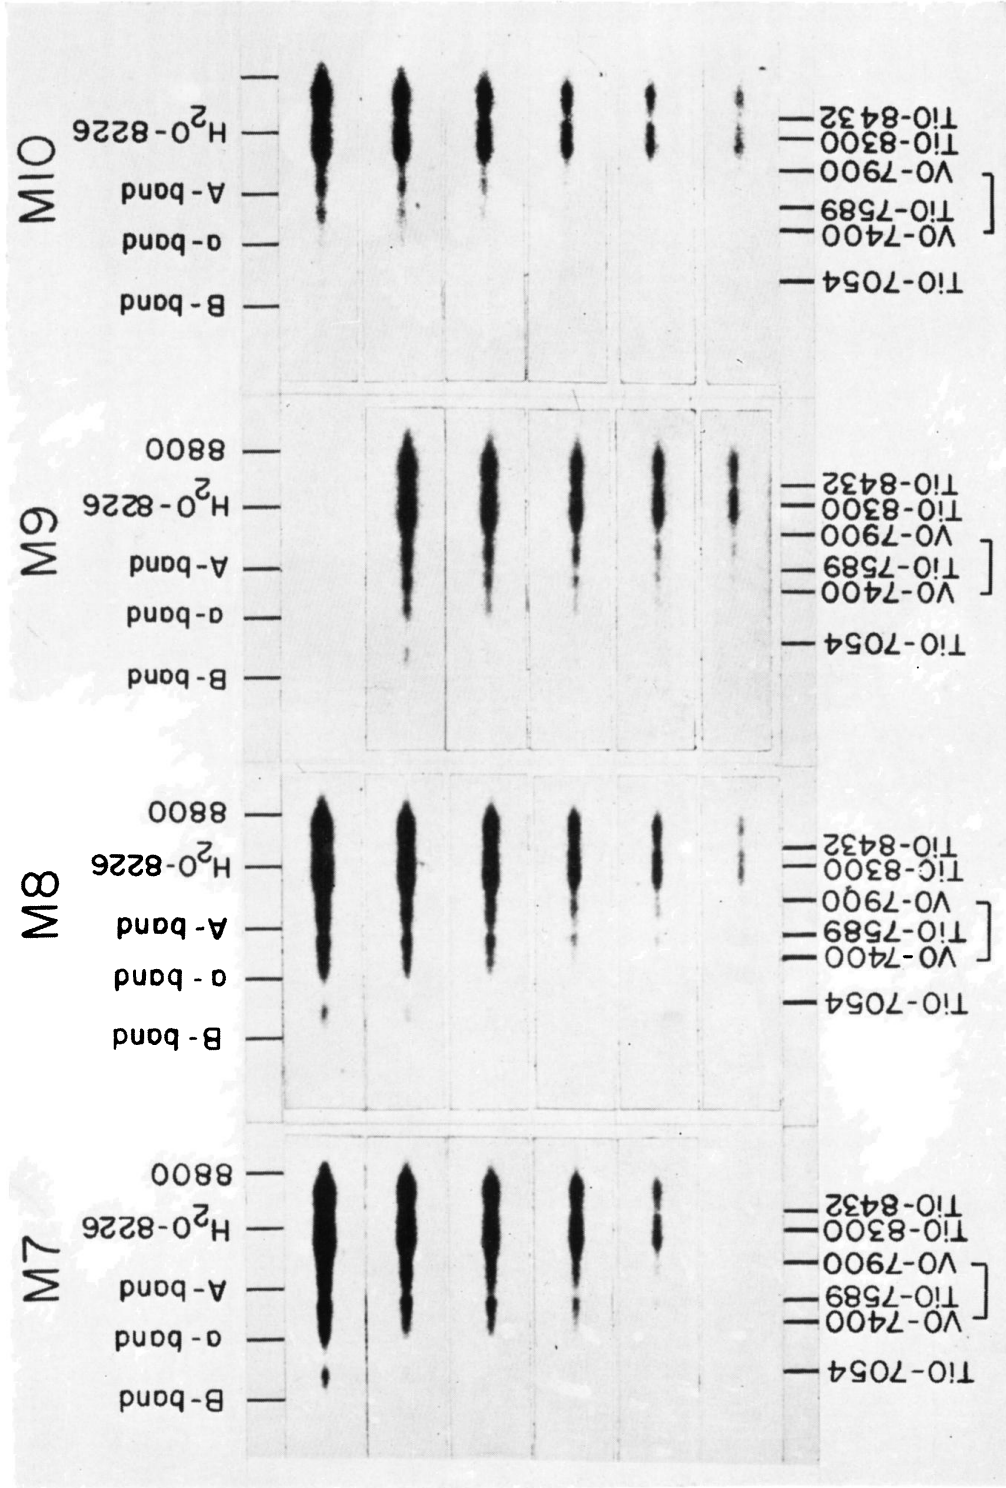 M10
H2O-8226
A-band
a-band
B-band
TiO-8432
TiO-8300
VO-7900
TiO-7589
VO-7400
TiO-7054
M9
8800
H2O-8226
A-band
a-band
B-band
TiO-8432
TiO-8300
VO-7900
TiO-7589
VO-7400
TiO-7054
M8
8800
H2O-8226
A-band
a-band
B-band
TiO-8432
TiO-8300
VO-7900
TiO-7589
VO-7400
TiO-7054
M7
8800
H2O-8226
A-band
a-band
B-band
TiO-8432
TiO-8300
VO-7900
TiO-7589
VO-7400
TiO-7054